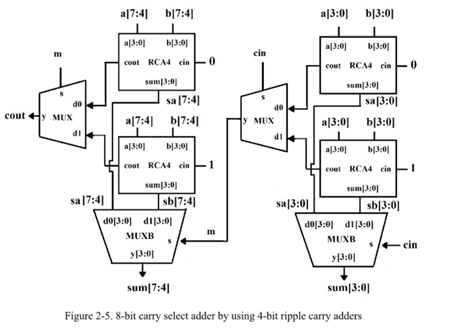 a[7:4] b[7:4]
a[3:0] b[3:0]
cout RCA4 cin 0
sum[3:0]
m
s
d0
cout y MUX
d1
sa[7:4]
a[7:4] b[7:4]
a[3:0] b[3:0]
cout RCA4 cin 1
sum[3:0]
sa[7:4] sb[7:4]
d0[3:0] d1[3:0]
MUXB s m
y[3:0]
sum[7:4]
a[3:0] b[3:0]
a[3:0] b[3:0]
cout RCA4 cin 0
sum[3:0]
cin
s
d0
y MUX
d1
sa[3:0]
a[3:0] b[3:0]
a[3:0] b[3:0]
cout RCA4 cin 1
sum[3:0]
sa[3:0] sb[3:0]
d0[3:0] d1[3:0]
MUXB s cin
y[3:0]
sum[3:0]
Figure 2-5. 8-bit carry select adder by using 4-bit ripple carry adders